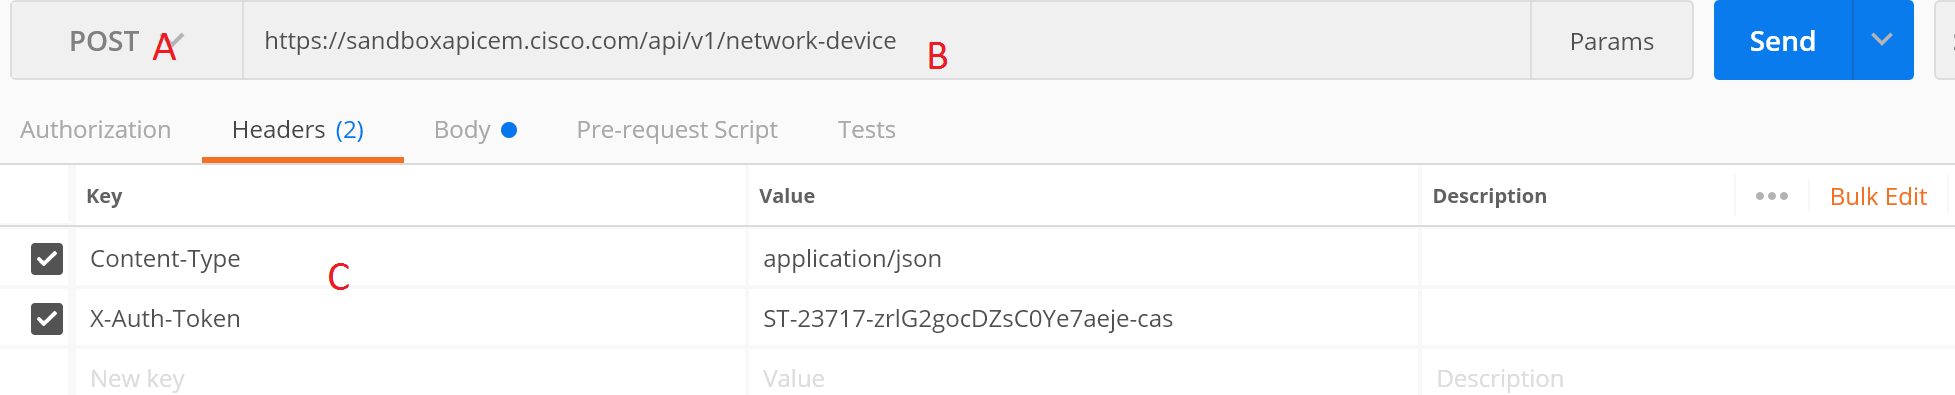 POST A https://sandboxapicem.cisco.com/api/v1/network-device B Params Send
Authorization Headers (2) Body Pre-request Script Tests
Key Value Description Bulk Edit
Content-Type C application/json
X-Auth-Token ST-23717-zrlG2gocDZsC0Ye7aeje-cas
New key Value Description